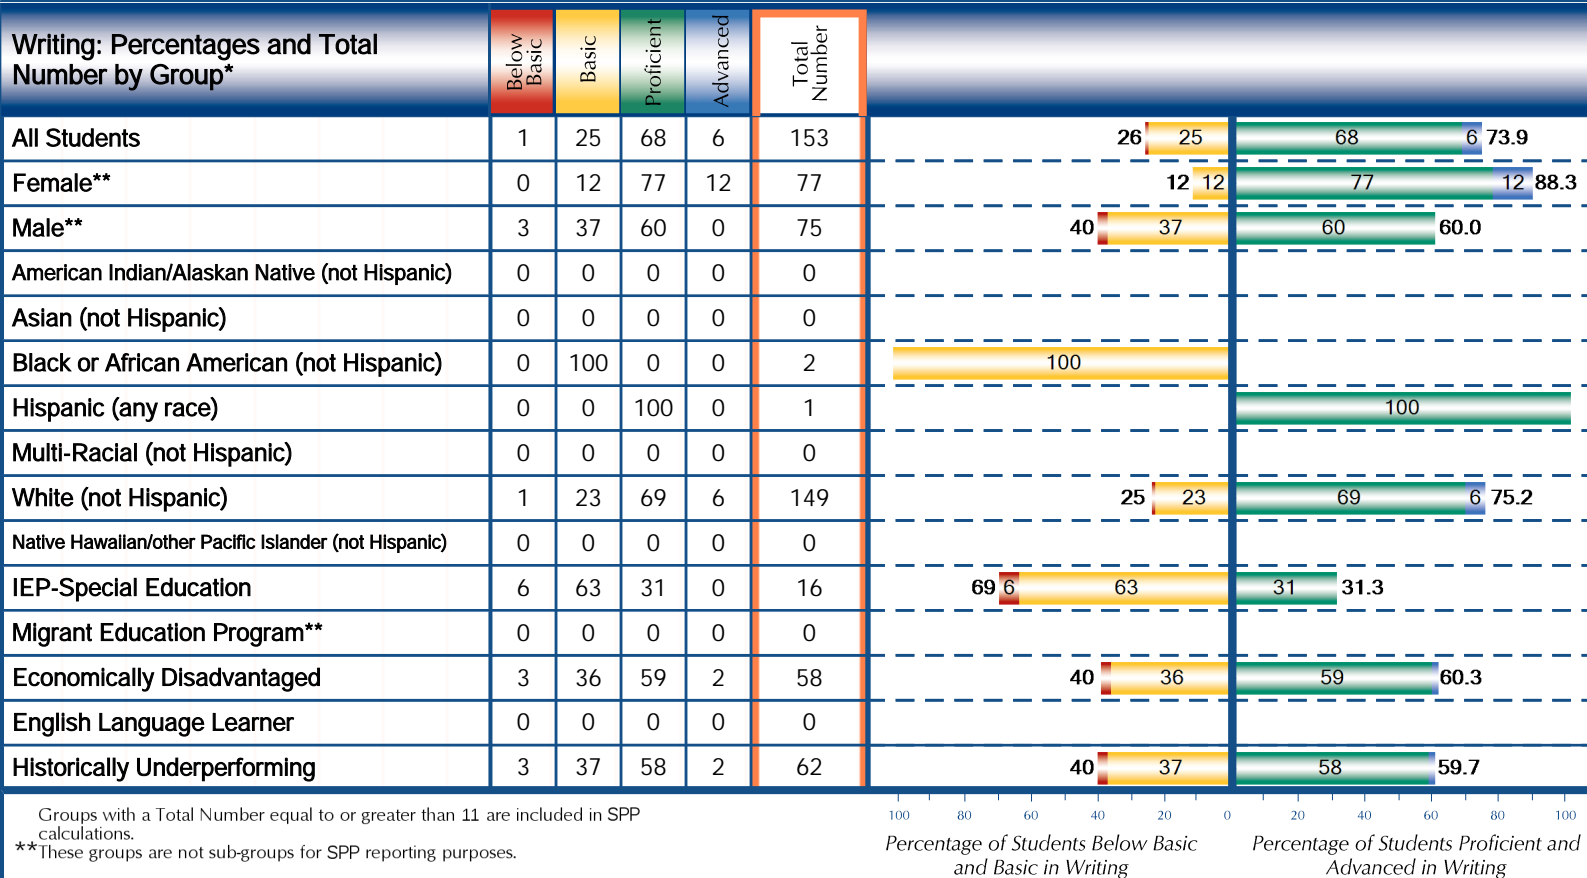 Writing: Percentages and Total
Number by Group*
Below
Basic
Basic
Proficient
Advanced
Total
Number
All Students 1 25 68 6 153 26 25 68 6 73.9
Female** 0 12 77 12 77 12 12 77 12 88.3
Male** 3 37 60 0 75 40 37 60 60.0
American Indian/Alaskan Native (not Hispanic) 0 0 0 0 0
Asian (not Hispanic) 0 0 0 0 0
Black or African American (not Hispanic) 0 100 0 0 2 100
Hispanic (any race) 0 0 100 0 1 100
Multi-Racial (not Hispanic) 0 0 0 0 0
White (not Hispanic) 1 23 69 6 149 25 23 69 6 75.2
Native Hawaiian/other Pacific Islander (not Hispanic) 0 0 0 0 0
IEP-Special Education 6 63 31 0 16 69 6 63 31 31.3
Migrant Education Program** 0 0 0 0 0
Economically Disadvantaged 3 36 59 2 58 40 36 59 60.3
English Language Learner 0 0 0 0 0
Historically Underperforming 3 37 58 2 62 40 37 58 59.7
100 80 60 40 20 0 20 40 60 80 100
Groups with a Total Number equal to or greater than 11 are included in SPP
calculations.
**These groups are not sub-groups for SPP reporting purposes.
Percentage of Students Below Basic
and Basic in Writing
Percentage of Students Proficient and
Advanced in Writing